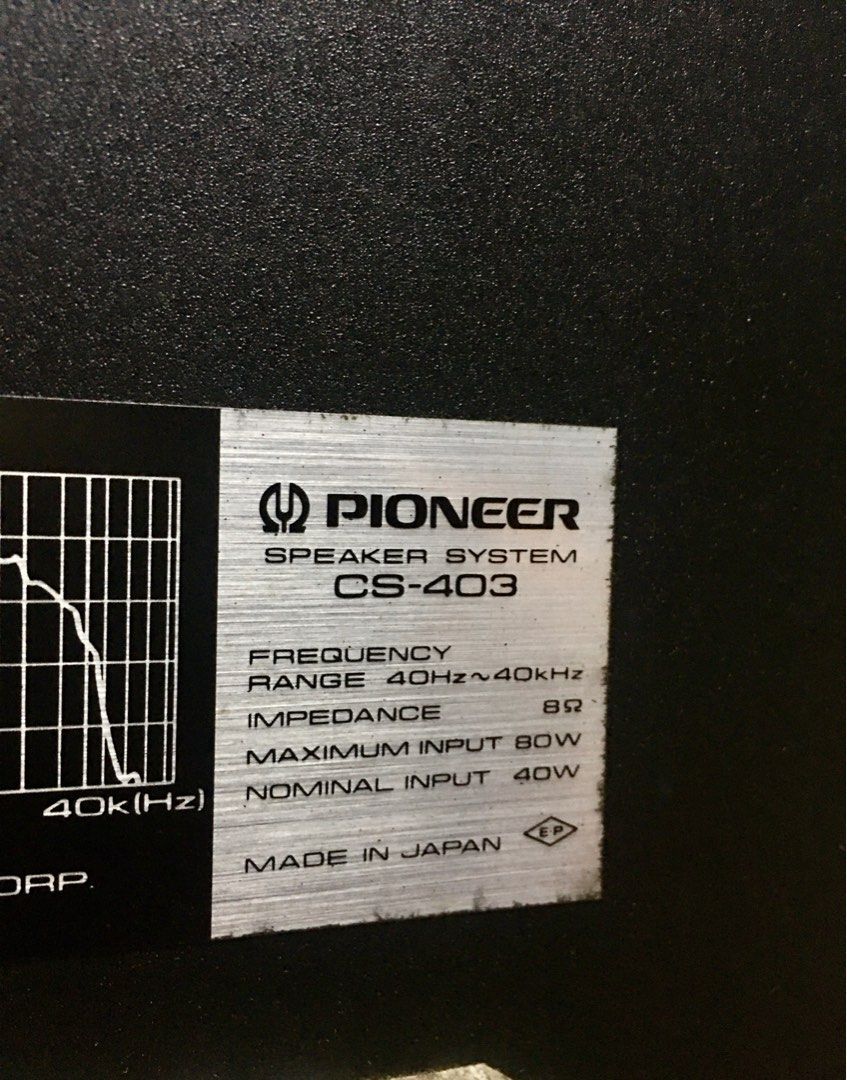 PIONEER
SPEAKER SYSTEM
CS-403
FREQUENCY
RANGE 40Hz~40kHz
IMPEDANCE 8Ω
MAXIMUM INPUT 80W
NOMINAL INPUT 40W
MADE IN JAPAN EP
40k(Hz)
ORP.